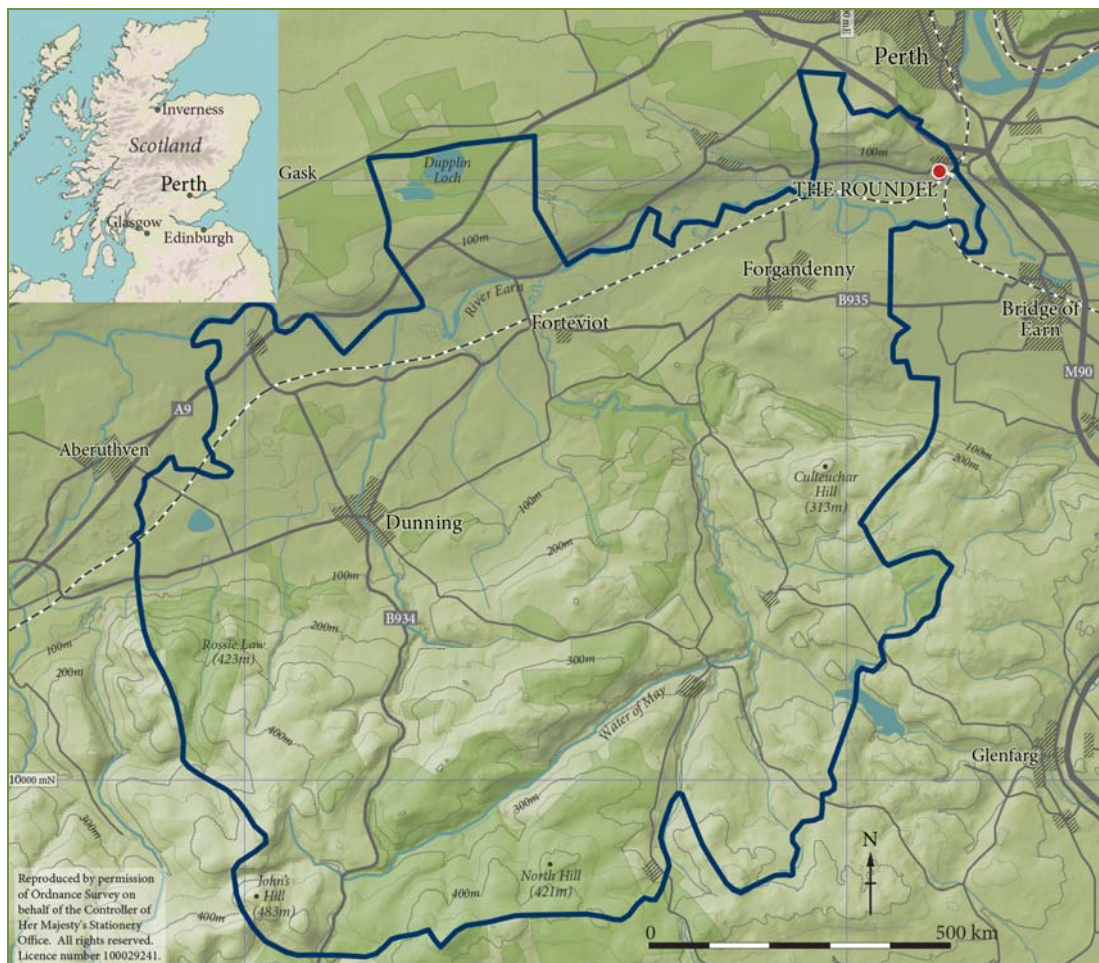 Inverness
Scotland
Perth
Glasgow
Edinburgh
00 m.E
Perth
Gask
Dupplin
Loch
100m
THE ROUNDEL
100m
Forgandenny
River Earn
B935
Bridge of
Earn
Forteviot
M90
A9
Aberuthven
100m
200m
Culteuchar
Hill
(313m)
Dunning
100m
200m
100m
B934
200m
Rossie Law
(423m)
100m
200m
300m
Water of May
400m
Glenfarg
10000 mN
300m
300m
N
North Hill
(421m)
400m
John's
Hill
(483m)
400m
Reproduced by permission
of Ordnance Survey on
behalf of the Controller of
Her Majesty's Stationery
Office. All rights reserved.
Licence number 100029241.
0 500 km